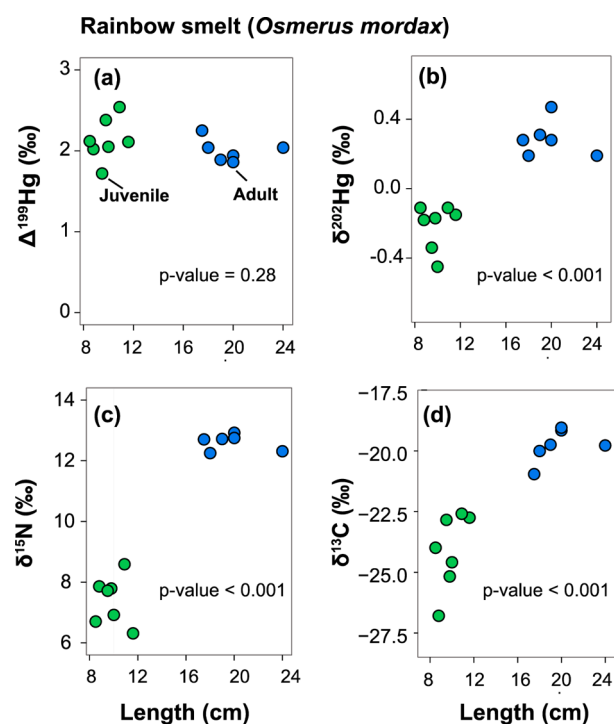 Rainbow smelt (Osmerus mordax)
(a)
Δ¹⁹⁹Hg (‰)
3
2
1
0
Juvenile
Adult
p-value = 0.28
8 12 16 20 24
(b)
δ²⁰²Hg (‰)
0.4
0.0
-0.4
p-value < 0.001
8 12 16 20 24
(c)
δ¹⁵N (‰)
14
12
10
8
6
p-value < 0.001
8 12 16 20 24
Length (cm)
(d)
δ¹³C (‰)
−17.5
−20.0
−22.5
−25.0
−27.5
p-value < 0.001
8 12 16 20 24
Length (cm)